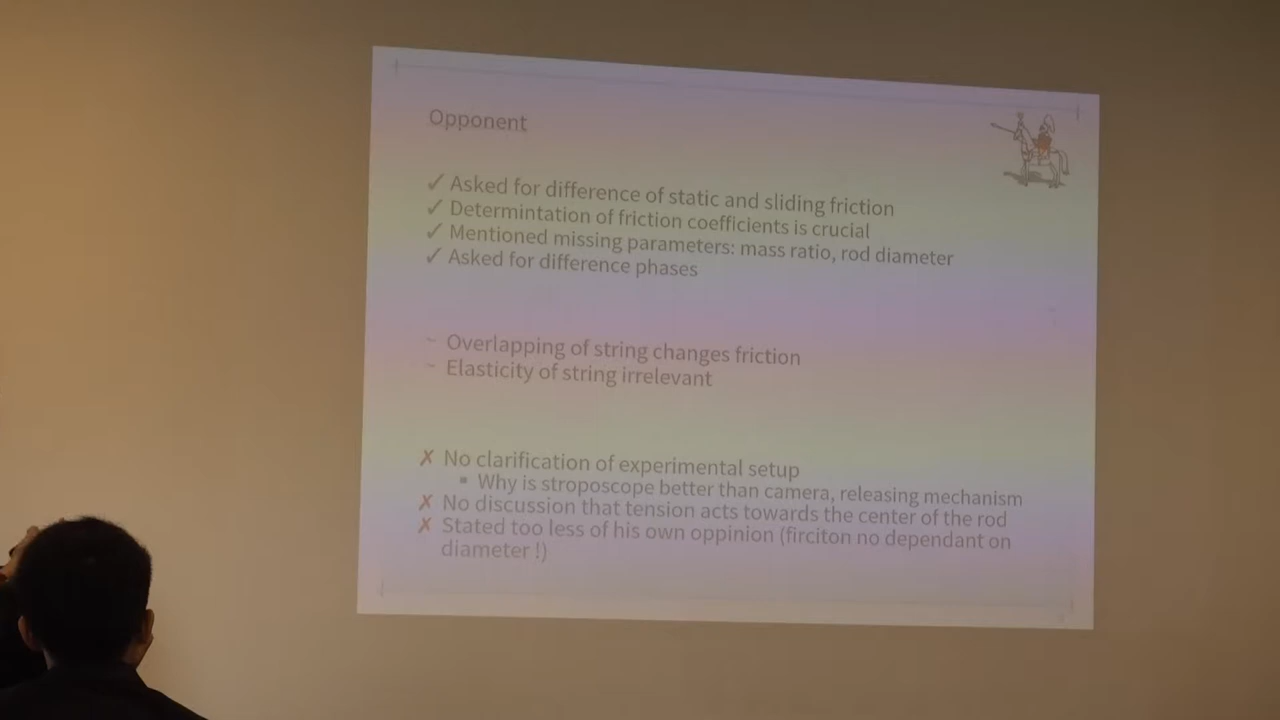 Opponent
✓ Asked for difference of static and sliding friction
✓ Determintation of friction coefficients is crucial
✓ Mentioned missing parameters: mass ratio, rod diameter
✓ Asked for difference phases
~ Overlapping of string changes friction
~ Elasticity of string irrelevant
✗ No clarification of experimental setup
▪ Why is stroposcope better than camera, releasing mechanism
✗ No discussion that tension acts towards the center of the rod
✗ Stated too less of his own oppinion (firciton no dependant on
diameter !)